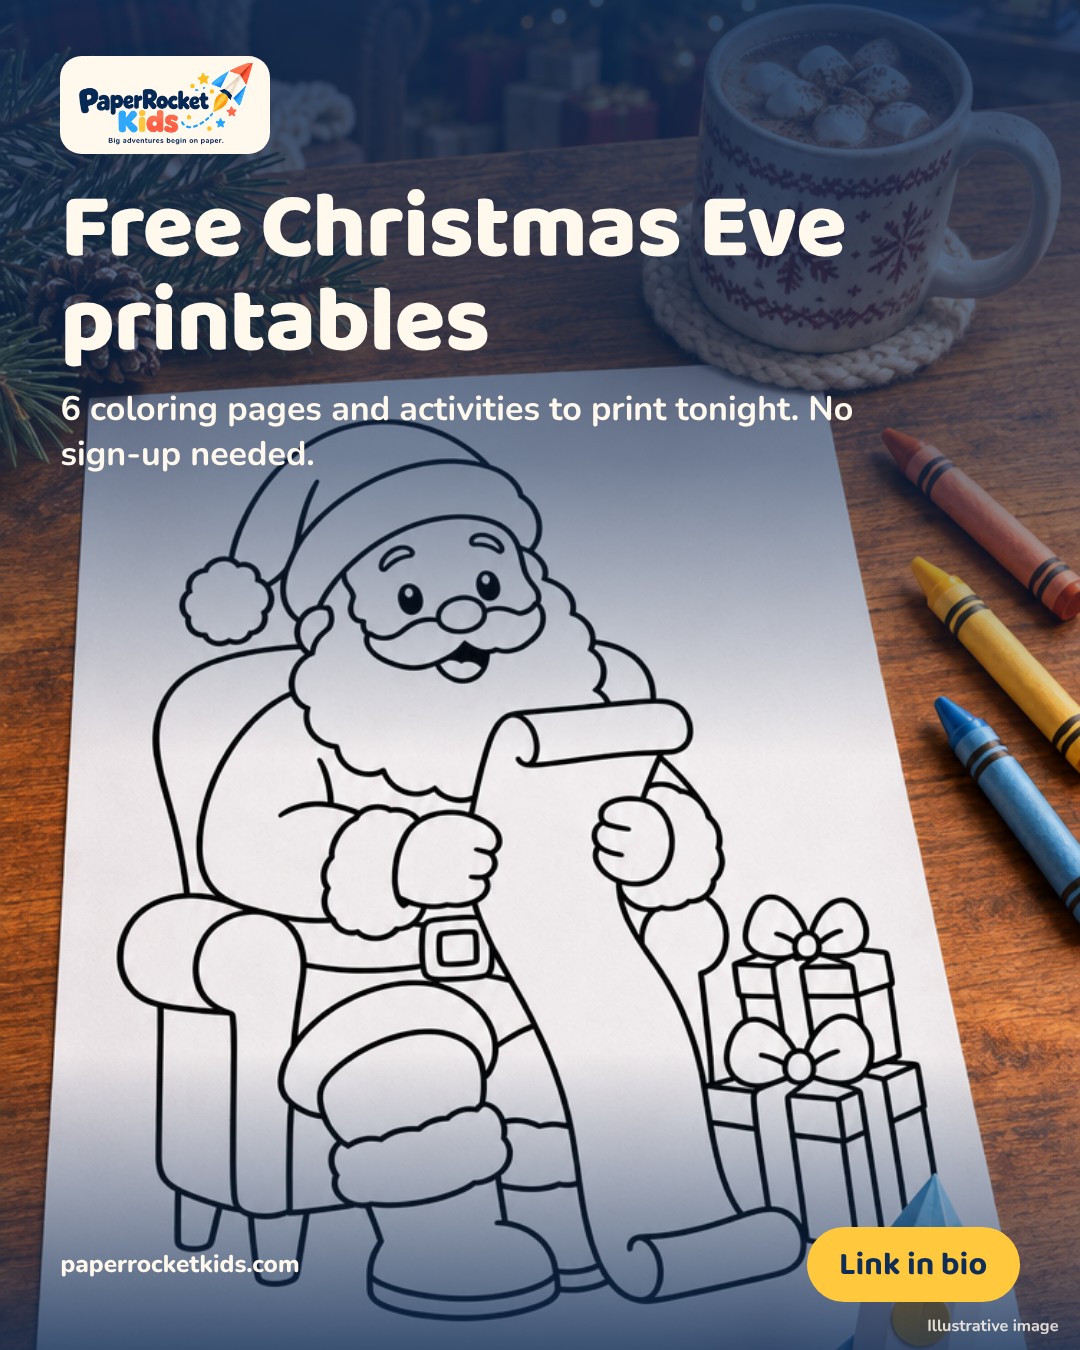 PaperRocket
Kids
Big adventures begin on paper.
Free Christmas Eve
printables
6 coloring pages and activities to print tonight. No
sign-up needed.
paperrocketkids.com
Link in bio
Illustrative image